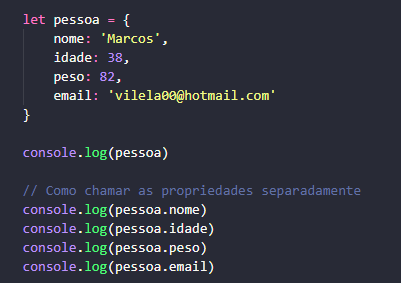 let pessoa = {
    nome: 'Marcos',
    idade: 38,
    peso: 82,
    email: 'vilela00@hotmail.com'
}
console.log(pessoa)
// Como chamar as propriedades separadamente
console.log(pessoa.nome)
console.log(pessoa.idade)
console.log(pessoa.peso)
console.log(pessoa.email)